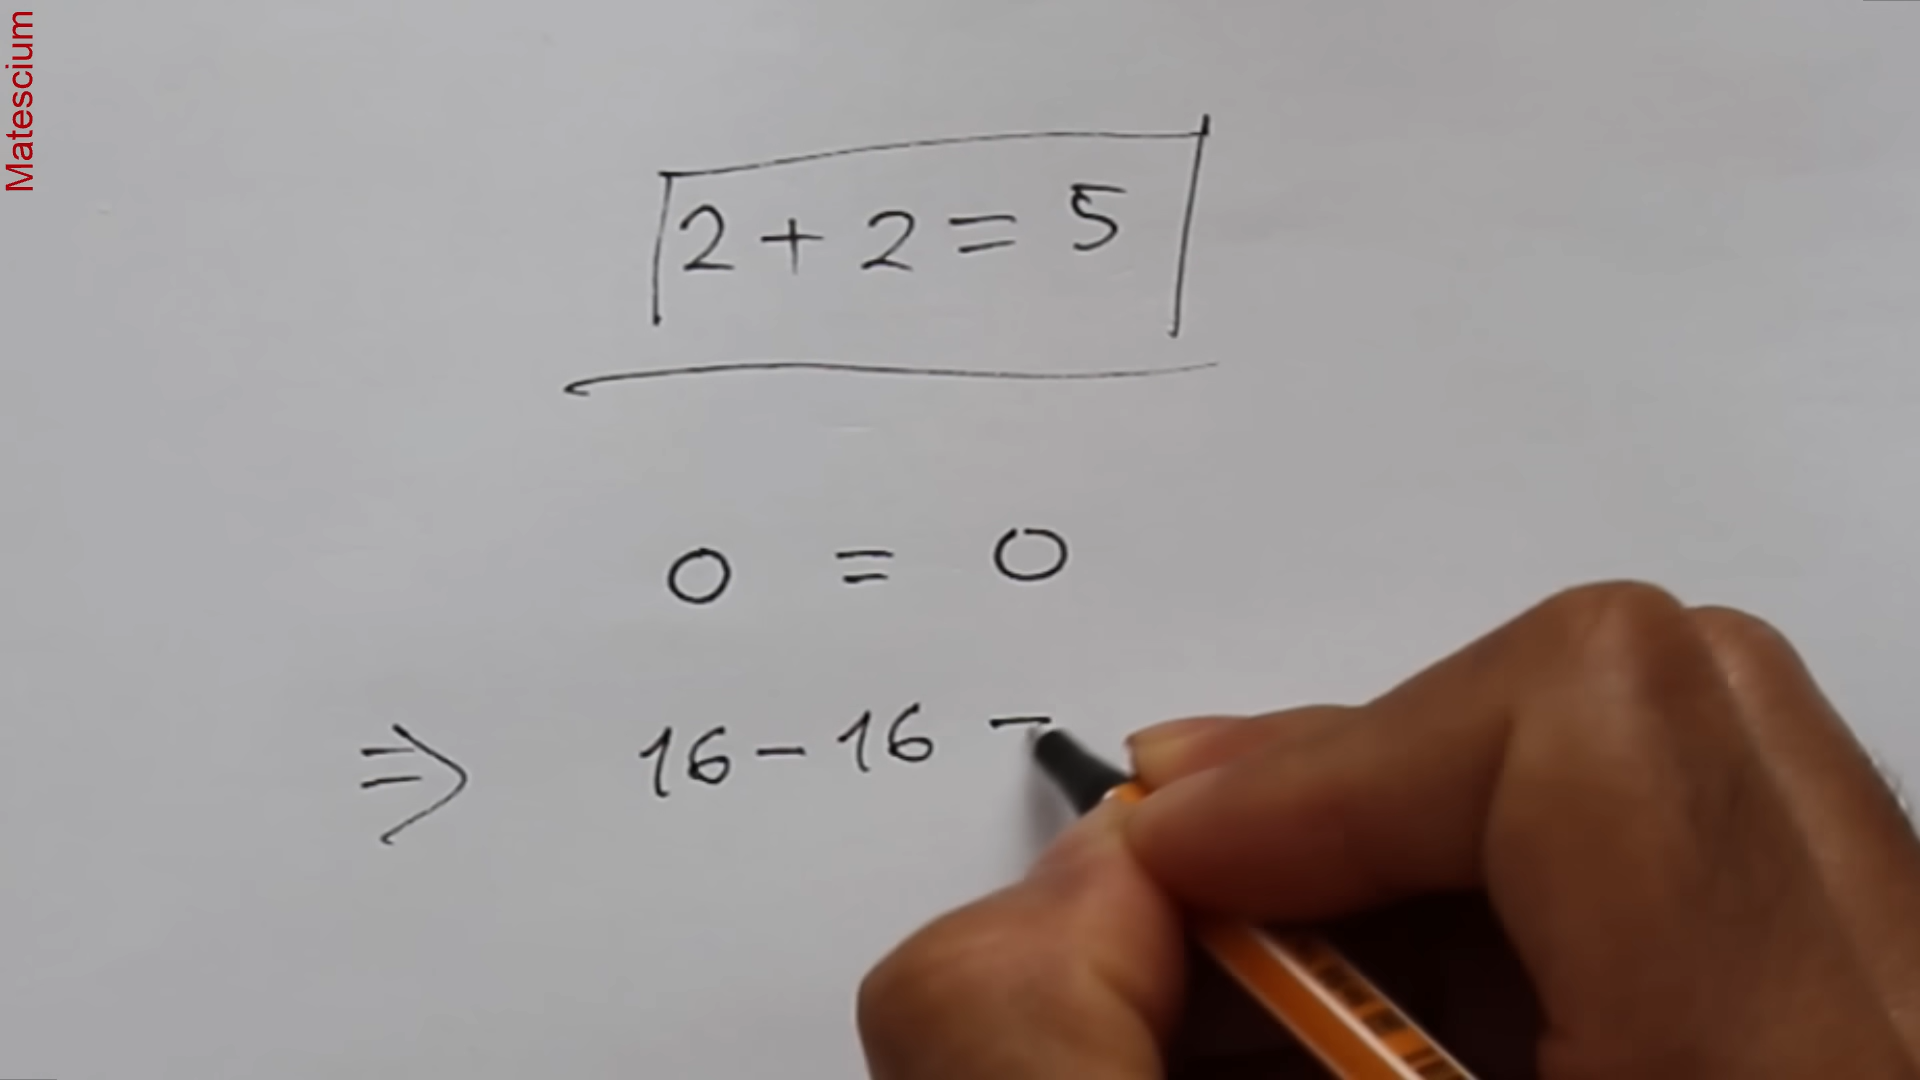 Matescium
2 + 2 = 5
0 = 0
⇒ 16 - 16 -